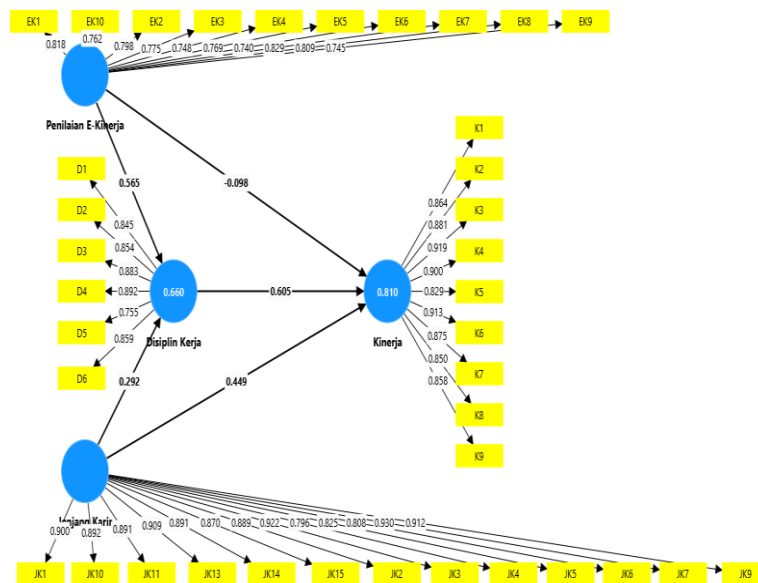 EK1 EK10 EK2 EK3 EK4 EK5 EK6 EK7 EK8 EK9
0.818 0.762 0.798 0.775 0.748 0.769 0.740 0.829 0.809 0.745
Penilaian E-Kinerja
K1
D1
0.565
-0.098
K2
0.864
D2
0.845
0.881
K3
0.854
0.919
D3
0.883
K4
0.900
D4
0.892
0.660
0.605
0.810
0.829
K5
0.755
0.913
D5
0.859
Disiplin Kerja
Kinerja
0.875
K6
0.850
D6
0.292
0.449
0.858
K7
K8
K9
Jenjang Karir
0.900 0.892 0.891 0.909 0.891 0.870 0.889 0.922 0.796 0.825 0.808 0.930 0.912
JK1 JK10 JK11 JK13 JK14 JK15 JK2 JK3 JK4 JK5 JK6 JK7 JK9